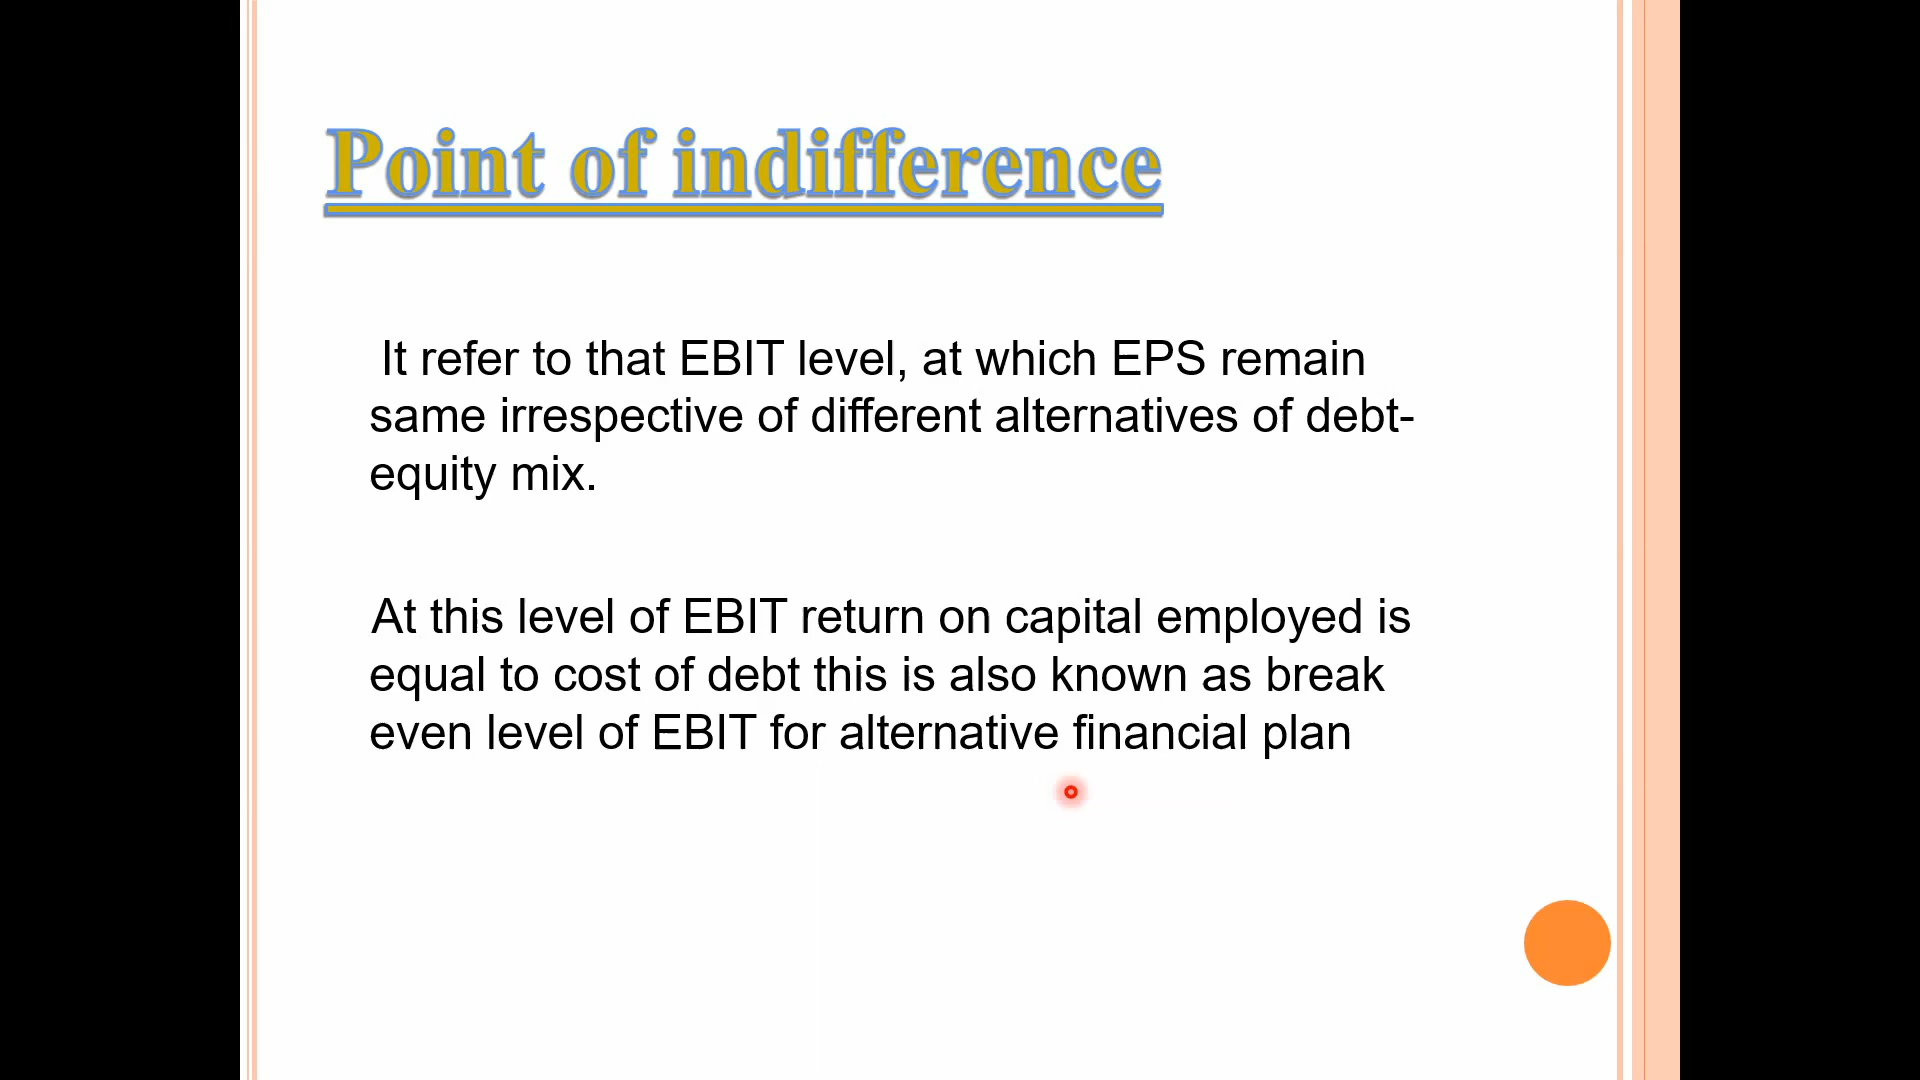 Point of indifference
It refer to that EBIT level, at which EPS remain
same irrespective of different alternatives of debt-
equity mix.
At this level of EBIT return on capital employed is
equal to cost of debt this is also known as break
even level of EBIT for alternative financial plan